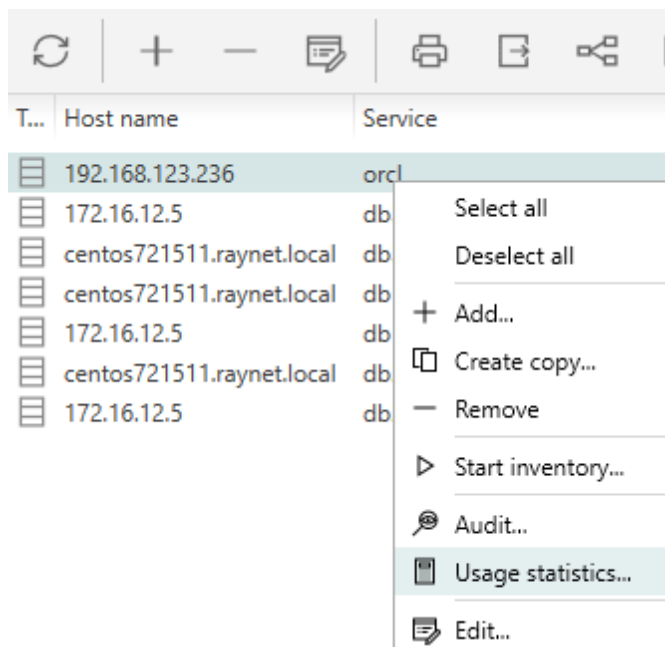 T... Host name Service
192.168.123.236 orcl
172.16.12.5 db.
centos721511.raynet.local db.
centos721511.raynet.local db
172.16.12.5 db
centos721511.raynet.local db.
172.16.12.5 db.
Select all
Deselect all
Add...
Create copy...
Remove
Start inventory...
Audit...
Usage statistics...
Edit...